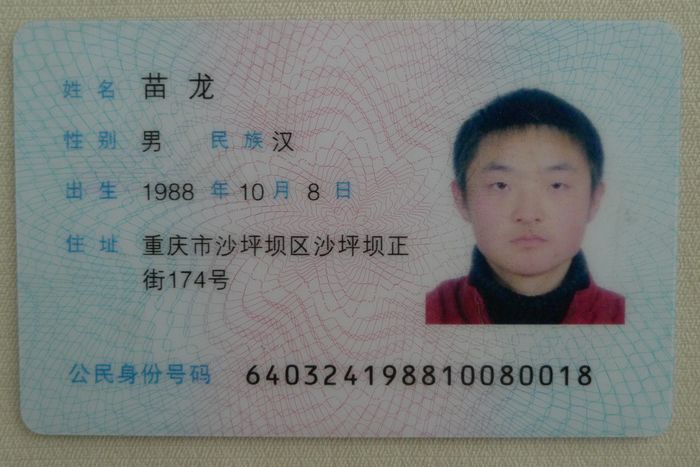 姓名 苗龙
性别 男 民族 汉
出生 1988 年 10 月 8 日
住址 重庆市沙坪坝区沙坪坝正
街174号
公民身份号码 640324198810080018